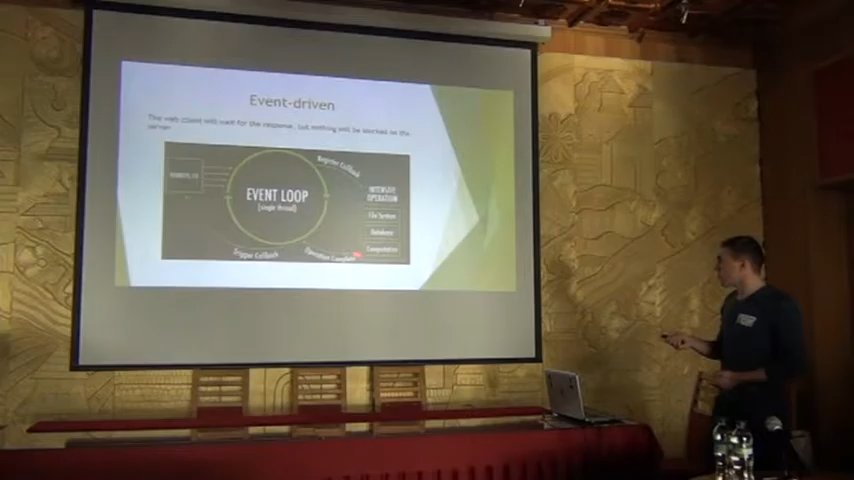 Event-driven
The web client will wait for the response, but nothing will be blocked on the
server
REQUESTS
Register Callback
EVENT LOOP
(single thread)
INTENSIVE
OPERATION
File System
Database
Computation
Trigger Callback
Operation Complete